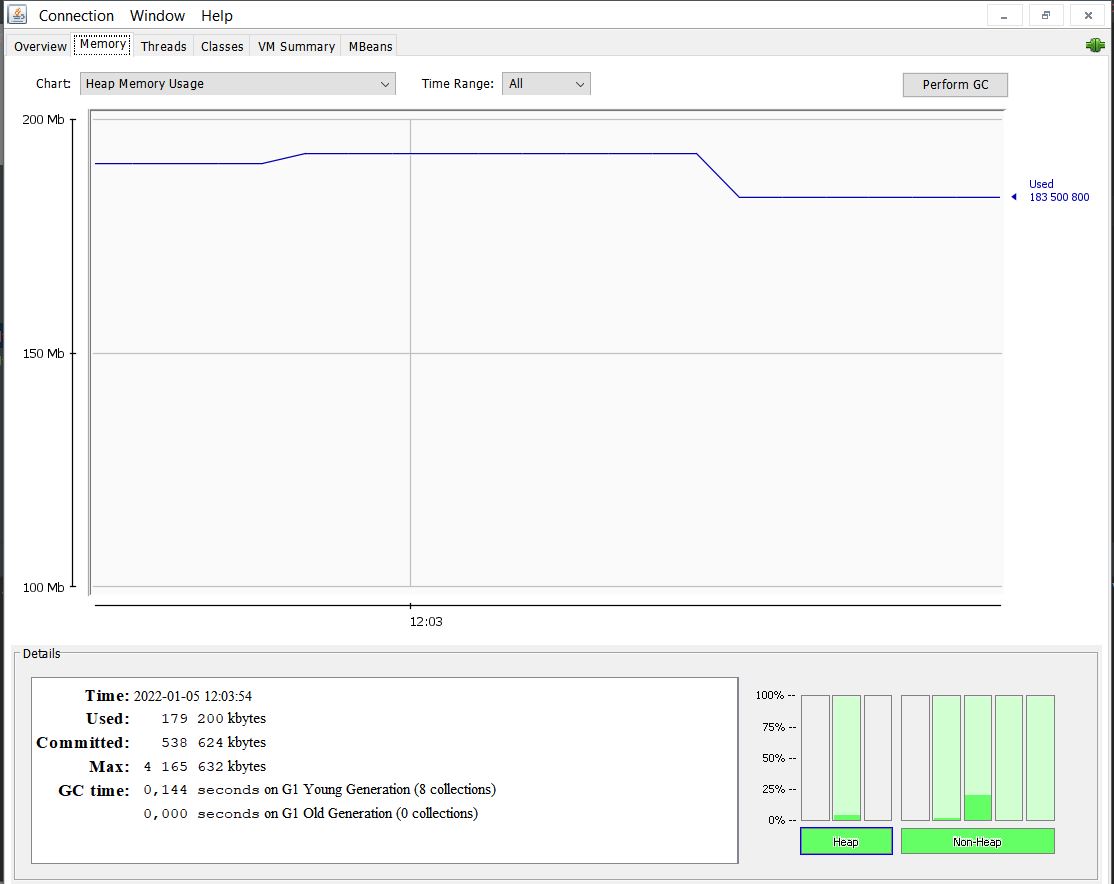 Connection Window Help
Overview Memory Threads Classes VM Summary MBeans
Chart: Heap Memory Usage Time Range: All Perform GC
200 Mb
Used
183 500 800
150 Mb
100 Mb
12:03
Details
Time: 2022-01-05 12:03:54
Used: 179 200 kbytes
Committed: 538 624 kbytes
Max: 4 165 632 kbytes
GC time: 0,144 seconds on G1 Young Generation (8 collections)
0,000 seconds on G1 Old Generation (0 collections)
100% --
75% --
50% --
25% --
0% --
Heap Non-Heap